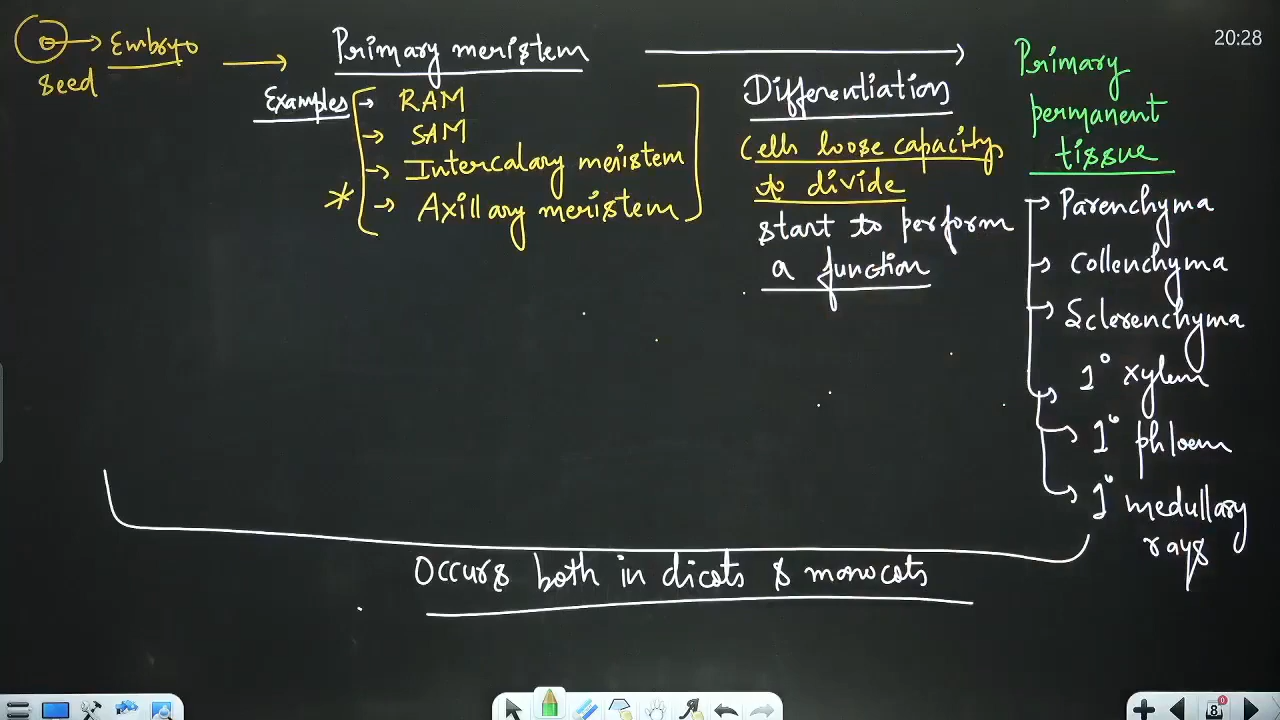 20:28
Embryo
seed
Primary meristem
Examples
RAM
SAM
Intercalary meristem
Axillary meristem
Differentiation
Cells loose capacity
to divide
start to perform
a function
Primary
permanent
tissue
Parenchyma
Collenchyma
Sclerenchyma
1° xylem
1° phloem
1° medullary
rays
Occurs both in dicots & monocots
8
0